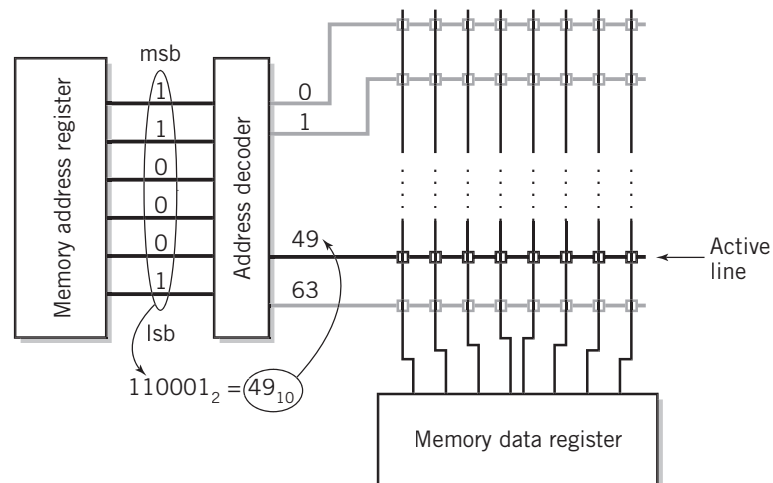 msb
Memory address register
1
1
0
0
0
1
lsb
Address decoder
0
1
49
63
Active
line
110001₂ = 49₁₀
Memory data register